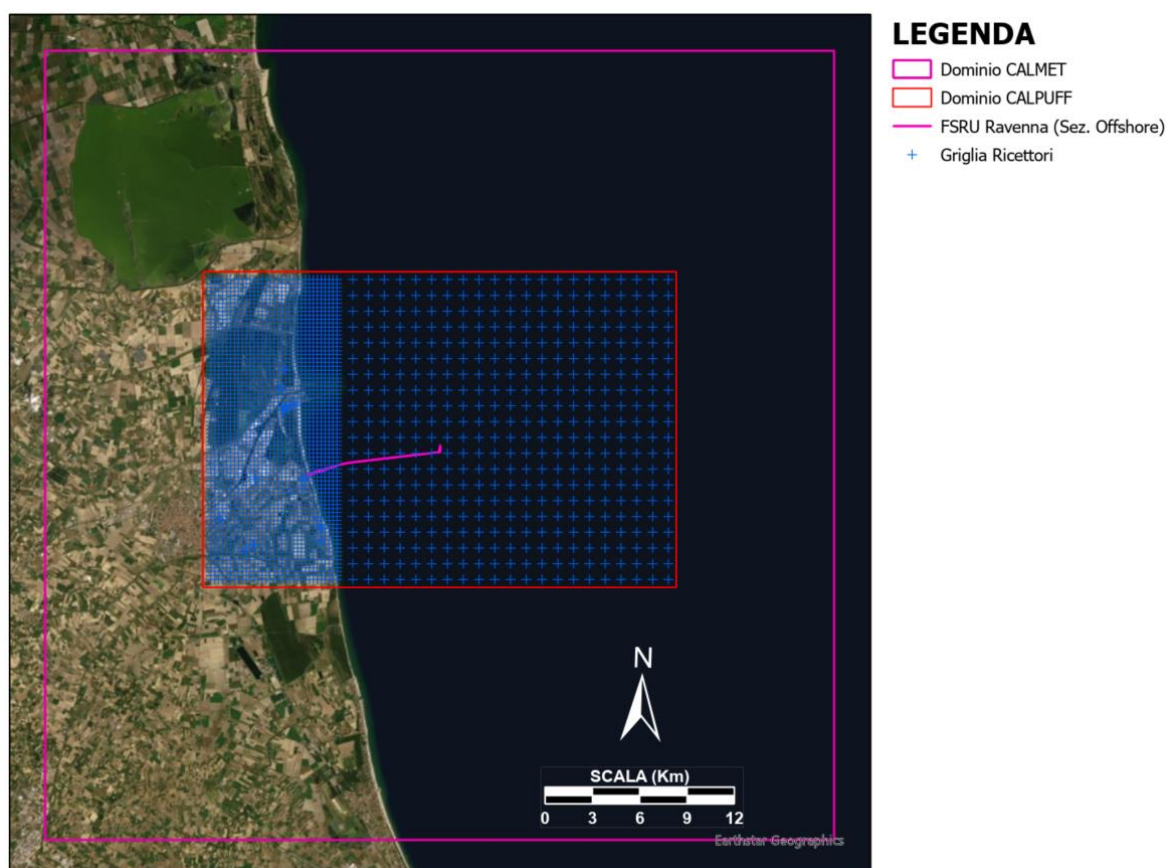 LEGENDA
Dominio CALMET
Dominio CALPUFF
FSRU Ravenna (Sez. Offshore)
Griglia Ricettori
N
SCALA (Km)
0 3 6 9 12
Earthstar Geographics